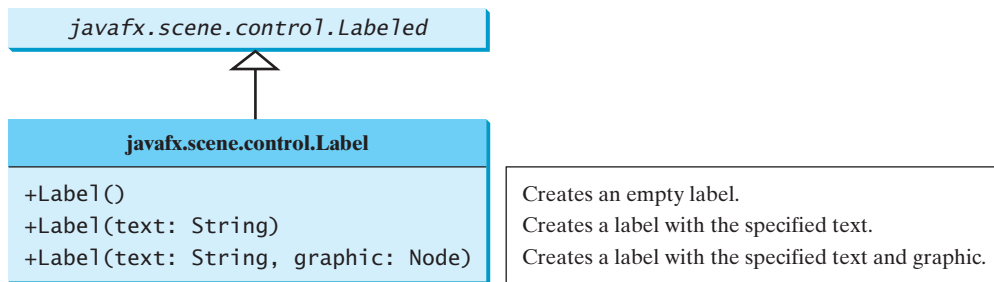 javafx.scene.control.Labeled
javafx.scene.control.Label
+Label()
+Label(text: String)
+Label(text: String, graphic: Node)
Creates an empty label.
Creates a label with the specified text.
Creates a label with the specified text and graphic.